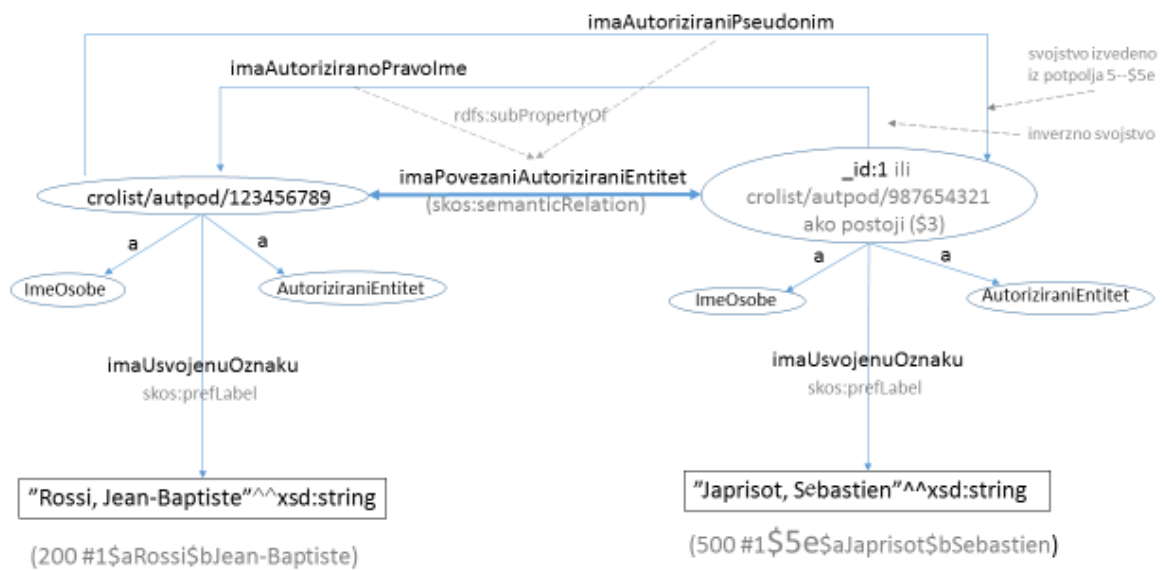 imaAutoriziraniPseudonim
svojstvo izvedeno
iz potpolja 5--$5e
imaAutoriziranoPravoIme
rdfs:subPropertyOf
inverzno svojstvo
_id:1 ili
crolist/autpod/987654321
ako postoji ($3)
imaPovezaniAutoriziraniEntitet
(skos:semanticRelation)
crolist/autpod/123456789
a
a
a
a
ImeOsobe
AutoriziraniEntitet
ImeOsobe
AutoriziraniEntitet
imaUsvojenuOznaku
skos:prefLabel
imaUsvojenuOznaku
skos:prefLabel
"Rossi, Jean-Baptiste"^^xsd:string
"Japrisot, Sebastien"^^xsd:string
(200 #1$aRossi$bJean-Baptiste)
(500 #1$5e$aJaprisot$bSebastien)